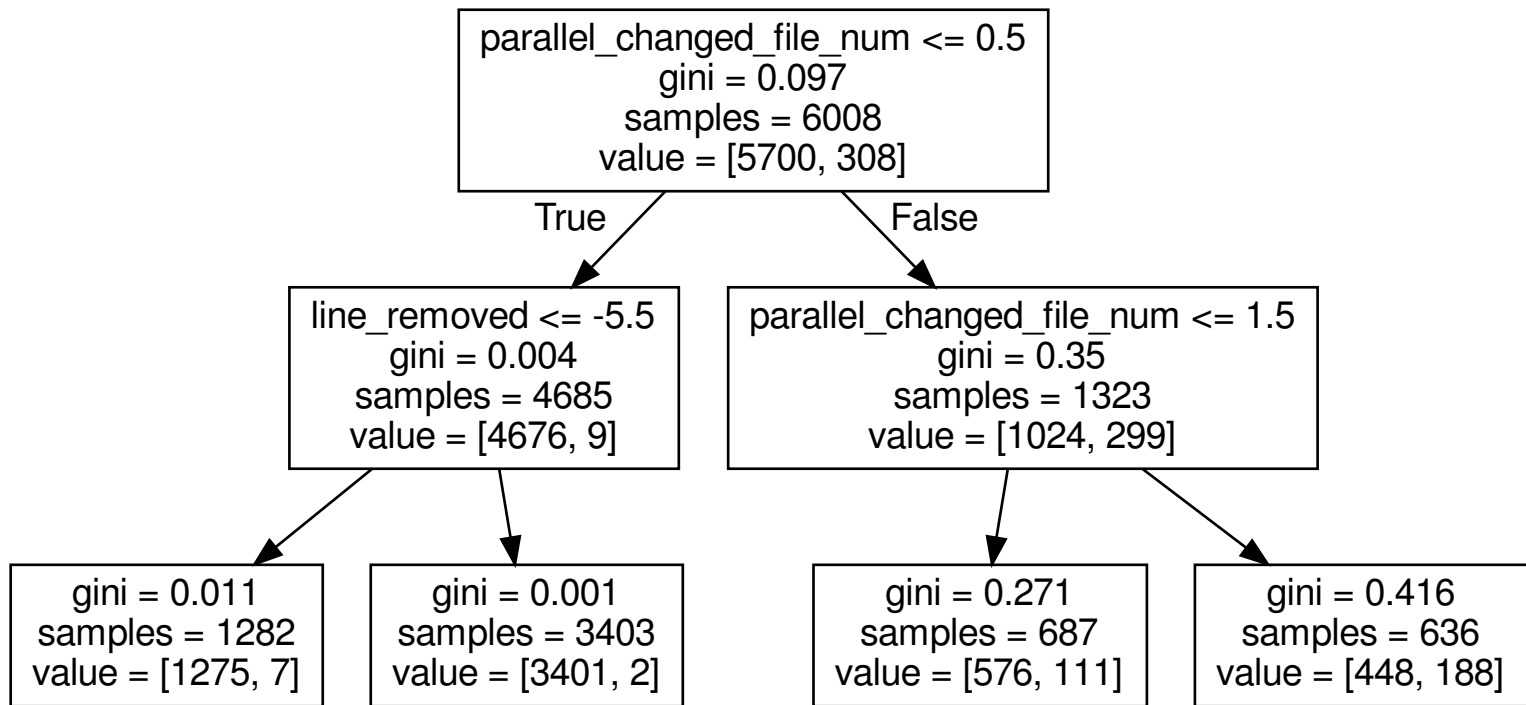 parallel_changed_file_num <= 0.5
gini = 0.097
samples = 6008
value = [5700, 308]
True
False
line_removed <= -5.5
gini = 0.004
samples = 4685
value = [4676, 9]
parallel_changed_file_num <= 1.5
gini = 0.35
samples = 1323
value = [1024, 299]
gini = 0.011
samples = 1282
value = [1275, 7]
gini = 0.001
samples = 3403
value = [3401, 2]
gini = 0.271
samples = 687
value = [576, 111]
gini = 0.416
samples = 636
value = [448, 188]